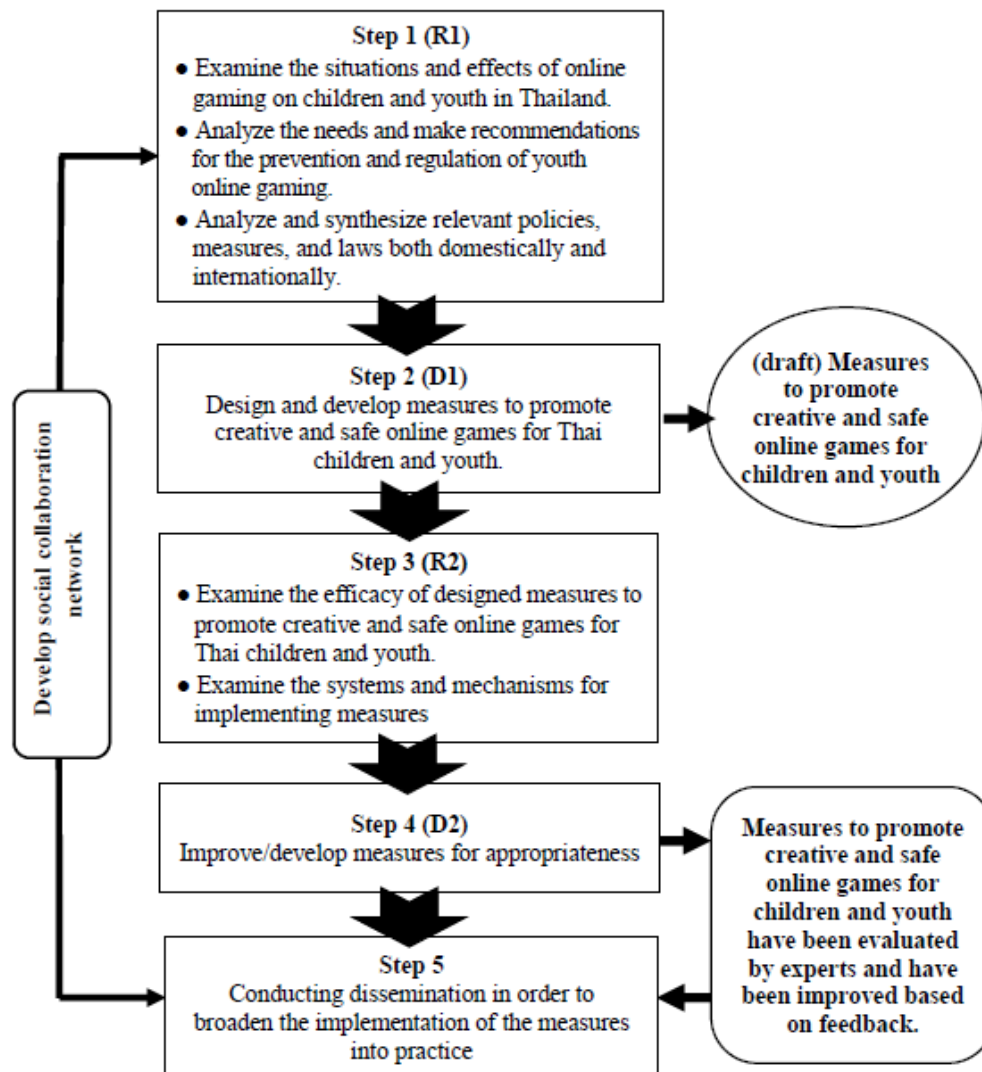 Step 1 (R1)
● Examine the situations and effects of online
gaming on children and youth in Thailand.
● Analyze the needs and make recommendations
for the prevention and regulation of youth
online gaming.
● Analyze and synthesize relevant policies,
measures, and laws both domestically and
internationally.
Step 2 (D1)
Design and develop measures to promote
creative and safe online games for Thai
children and youth.
(draft) Measures
to promote
creative and safe
online games for
children and youth
Develop social collaboration
network
Step 3 (R2)
● Examine the efficacy of designed measures to
promote creative and safe online games for
Thai children and youth.
● Examine the systems and mechanisms for
implementing measures
Step 4 (D2)
Improve/develop measures for appropriateness
Measures to promote
creative and safe
online games for
children and youth
have been evaluated
by experts and have
been improved based
on feedback.
Step 5
Conducting dissemination in order to
broaden the implementation of the measures
into practice